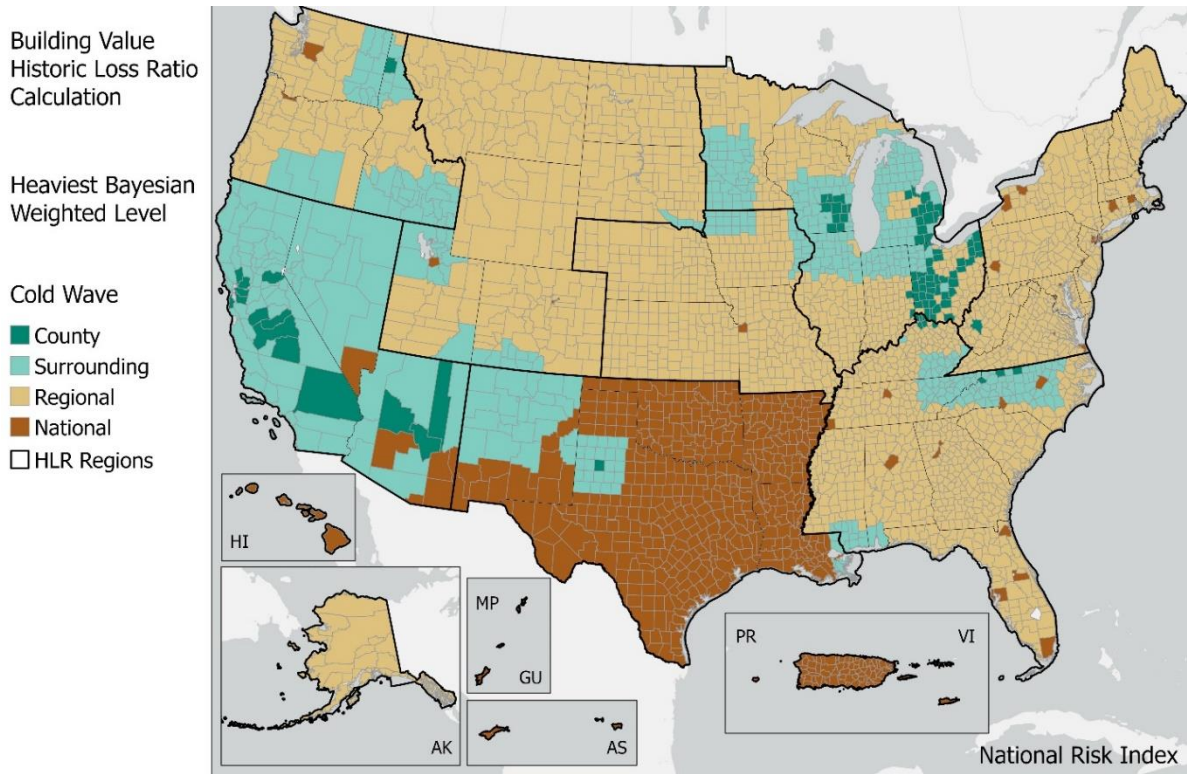 Building Value
Historic Loss Ratio
Calculation
Heaviest Bayesian
Weighted Level
Cold Wave
County
Surrounding
Regional
National
HLR Regions
HI
AK
MP
GU
AS
PR
VI
National Risk Index